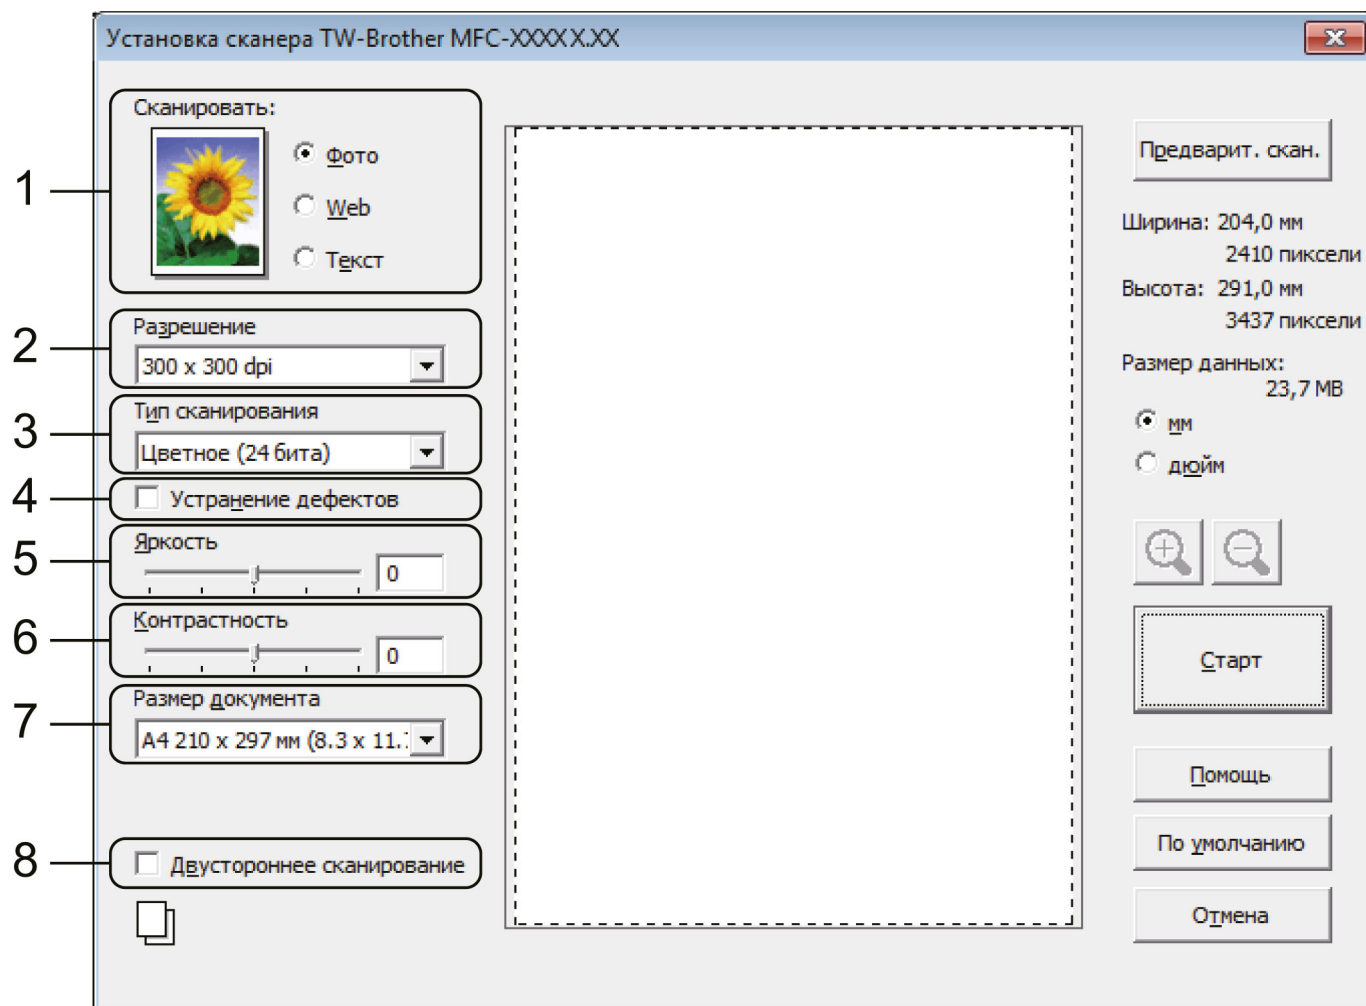 Установка сканера TW-Brother MFC-XXXX X.XX
1
Сканировать:
Фото
Web
Текст
2
Разрешение
300 x 300 dpi
3
Тип сканирования
Цветное (24 бита)
4
Устранение дефектов
5
Яркость
0
6
Контрастность
0
7
Размер документа
A4 210 x 297 мм (8.3 x 11.
8
Двустороннее сканирование
Предварит. скан.
Ширина: 204,0 мм
2410 пиксели
Высота: 291,0 мм
3437 пиксели
Размер данных:
23,7 MB
мм
дюйм
Старт
Помощь
По умолчанию
Отмена